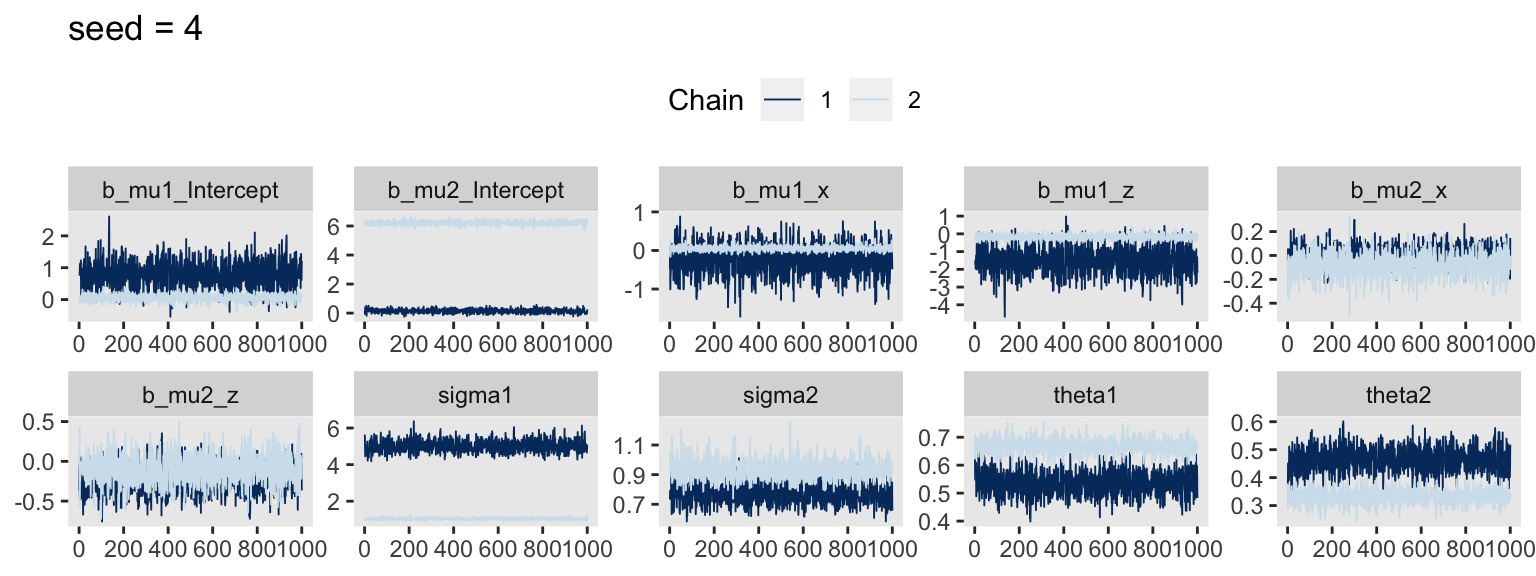 seed = 4
Chain 1 2
b_mu1_Intercept b_mu2_Intercept b_mu1_x b_mu1_z b_mu2_x
2 1 0
6 4 2 0
1 0 -1
1 0 -1 -2 -3 -4
0.2 0.0 -0.2 -0.4
0 200 400 600 800 1000 0 200 400 600 800 1000 0 200 400 600 800 1000 0 200 400 600 800 1000 0 200 400 600 800 1000
b_mu2_z sigma1 sigma2 theta1 theta2
0.5 0.0 -0.5
6 4 2
1.1 0.9 0.7
0.7 0.6 0.5 0.4
0.6 0.5 0.4 0.3
0 200 400 600 800 1000 0 200 400 600 800 1000 0 200 400 600 800 1000 0 200 400 600 800 1000 0 200 400 600 800 1000